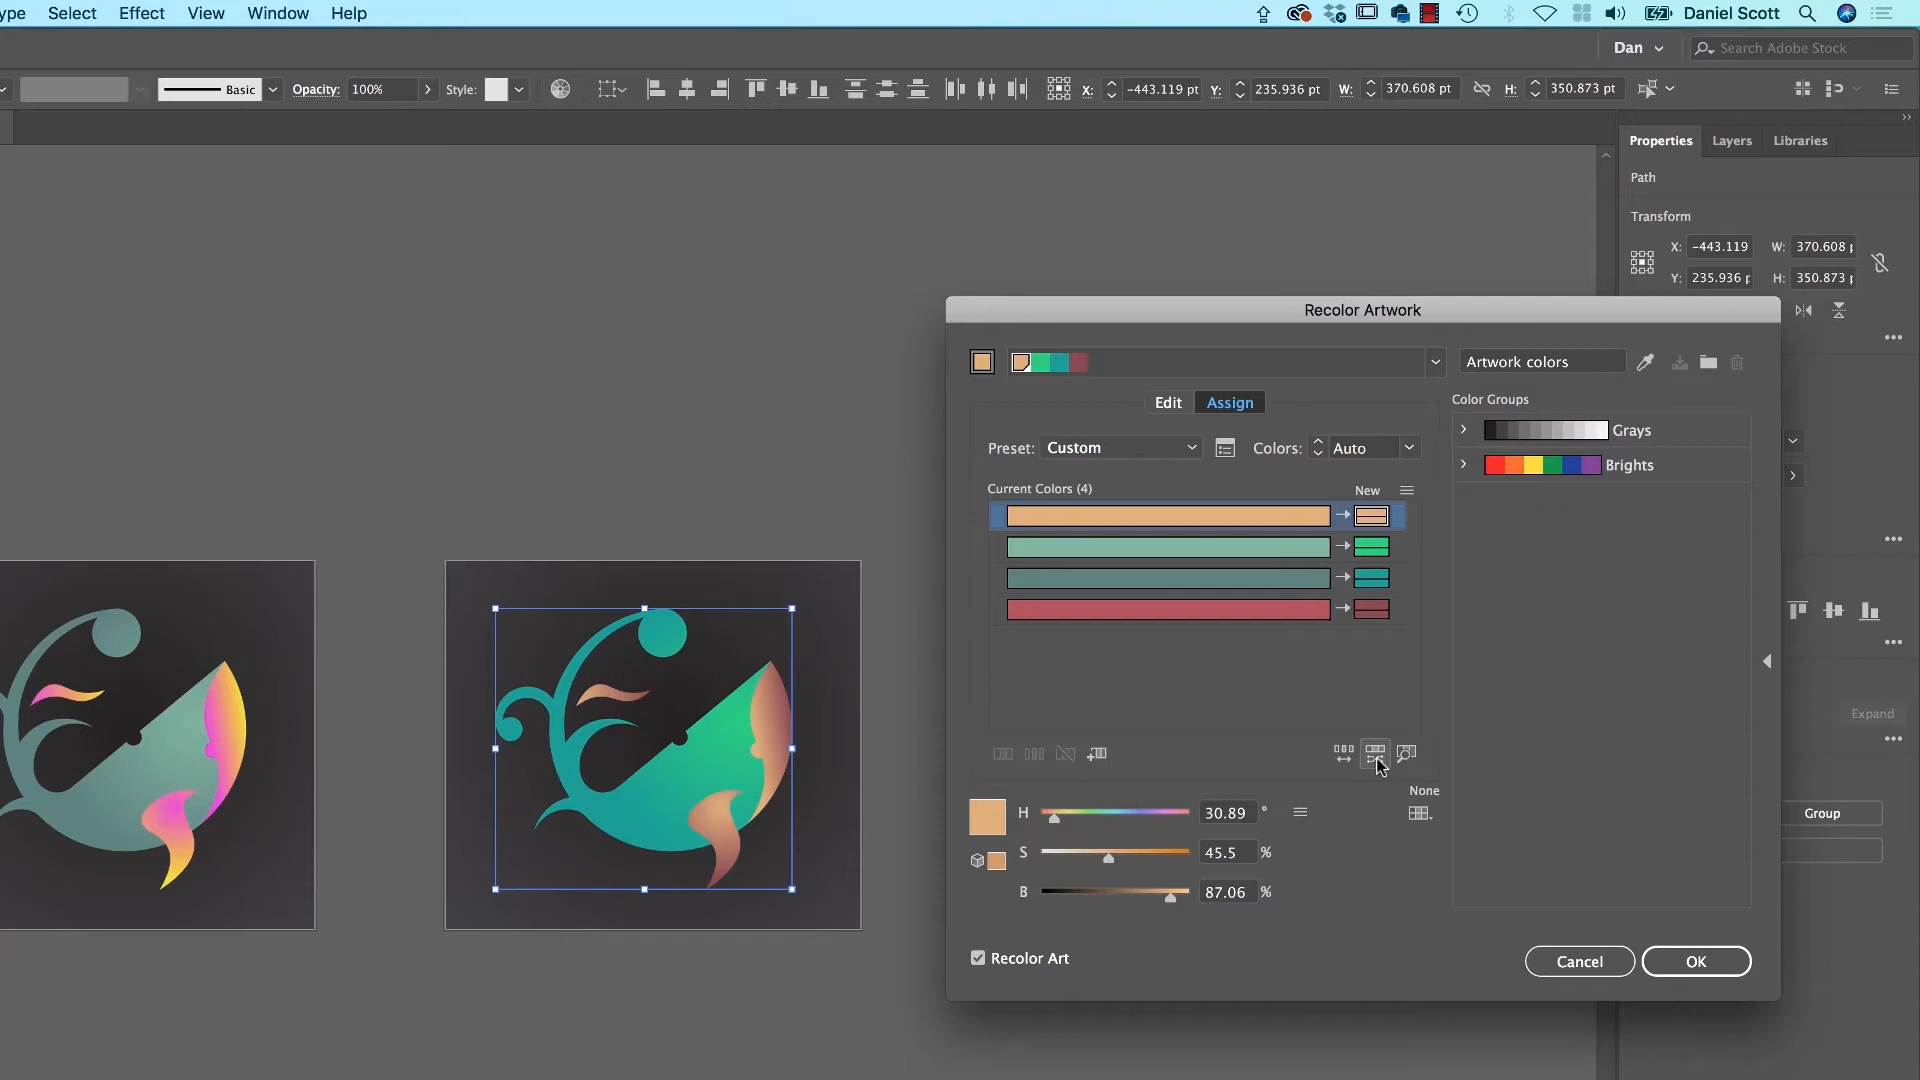 ype Select Effect View Window Help Daniel Scott
Dan Search Adobe Stock
Basic Opacity: 100% Style: X: -443.119 pt Y: 235.936 pt W: 370.608 pt H: 350.873 pt
Properties Layers Libraries
Path
Transform
X: -443.119 W: 370.608 p
Y: 235.936 p H: 350.873 p
Recolor Artwork
Artwork colors
Edit Assign
Color Groups
Preset: Custom Colors: Auto
Grays
Brights
Current Colors (4) New
Expand
None
H 30.89 °
S 45.5 %
B 87.06 %
Group
Recolor Art
Cancel OK